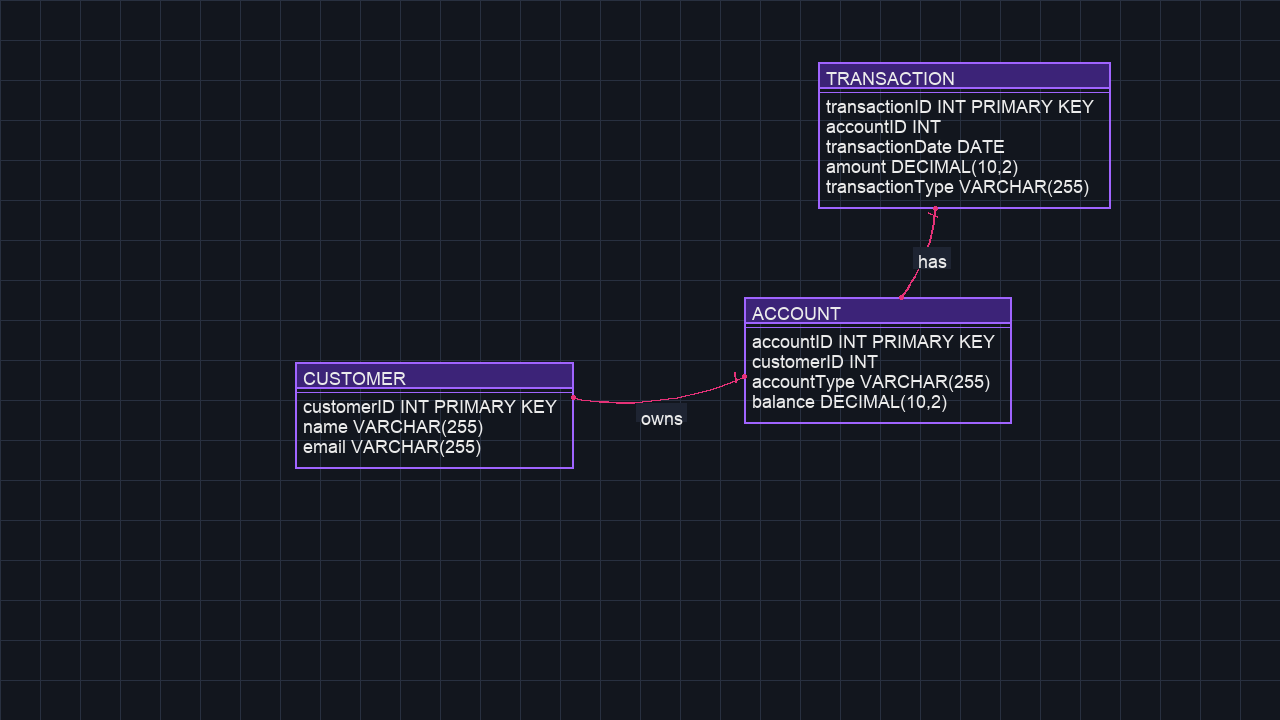 TRANSACTION
transactionID INT PRIMARY KEY
accountID INT
transactionDate DATE
amount DECIMAL(10,2)
transactionType VARCHAR(255)
has
ACCOUNT
accountID INT PRIMARY KEY
customerID INT
accountType VARCHAR(255)
balance DECIMAL(10,2)
CUSTOMER
customerID INT PRIMARY KEY
name VARCHAR(255)
email VARCHAR(255)
owns